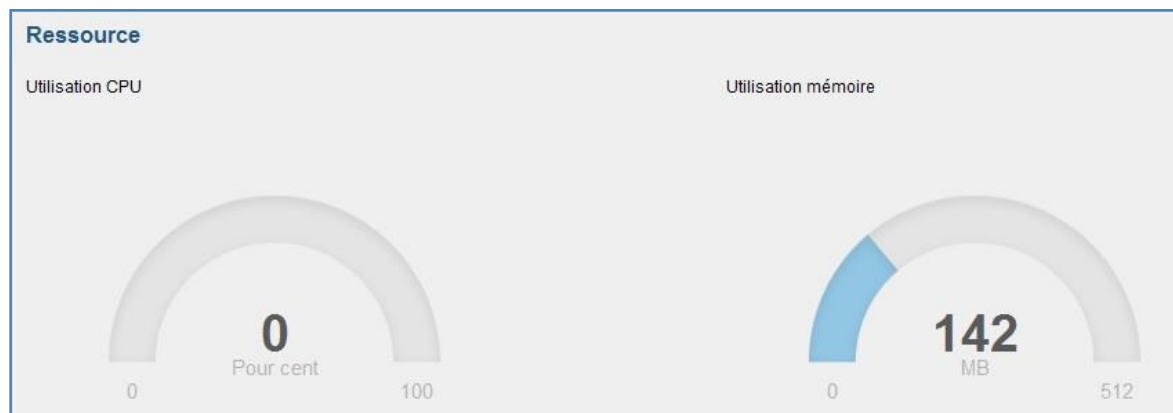 Ressource
Utilisation CPU
Utilisation mémoire
0
Pour cent
0
100
142
MB
0
512